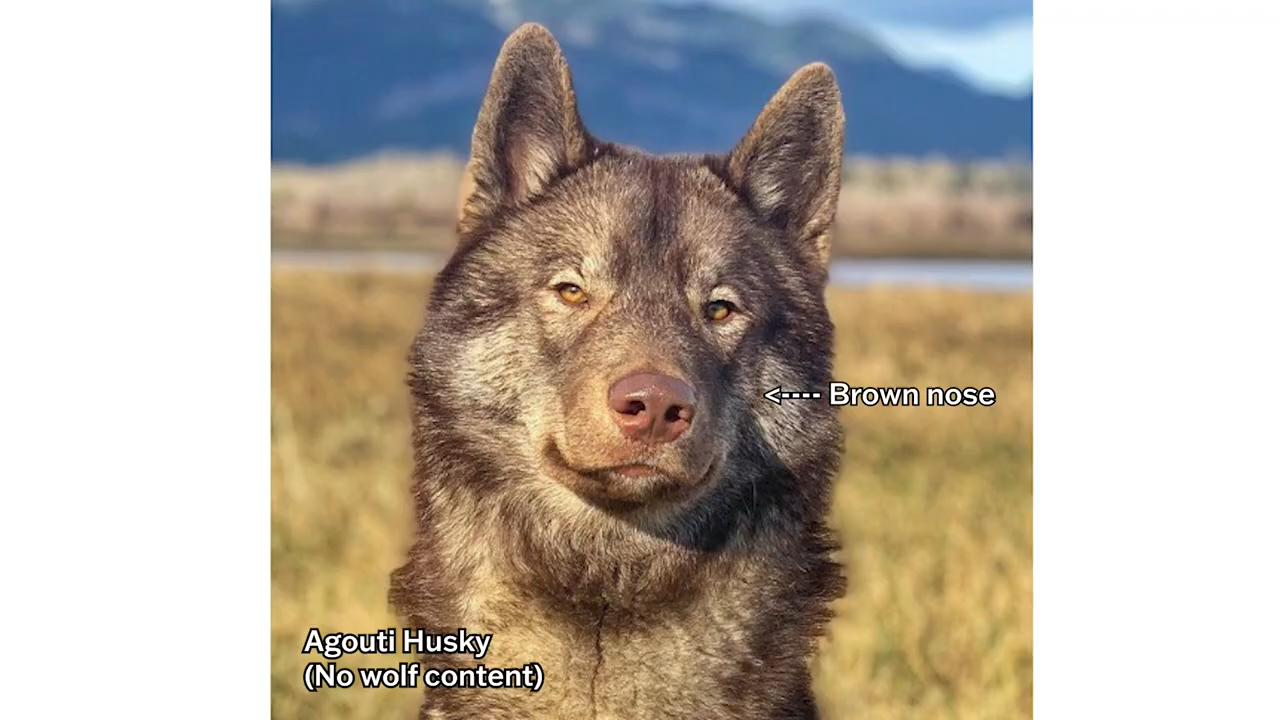 <---- Brown nose
Agouti Husky
(No wolf content)